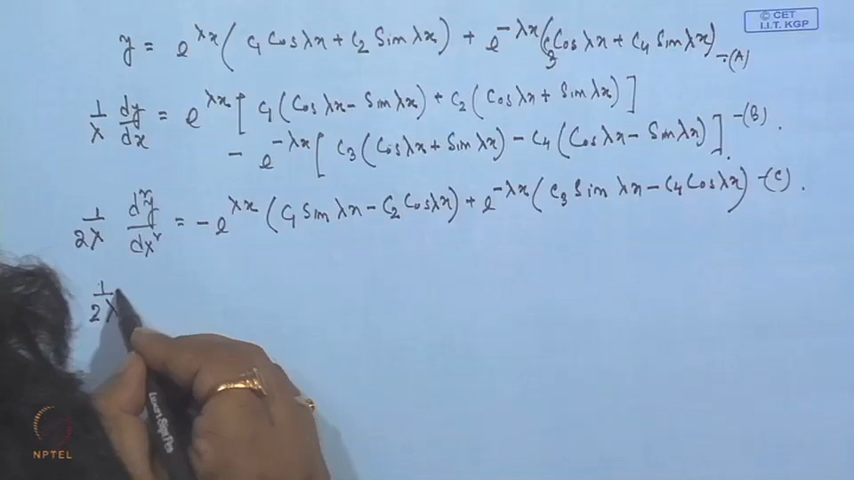 © CET
I.I.T. KGP
y = e^{λx}(c₁ Cos λx + c₂ Sin λx) + e^{-λx}(c₃ Cos λx + c₄ Sin λx) -(A)
1/λ dy/dx = e^{λx}[c₁(Cos λx - Sin λx) + c₂(Cos λx + Sin λx)]
- e^{-λx}[c₃(Cos λx + Sin λx) - c₄(Cos λx - Sin λx)] -(B).
1/2λ d²y/dx² = -e^{λx}(c₁ Sin λx - c₂ Cos λx) + e^{-λx}(c₃ Sin λx - c₄ Cos λx) -(C).
1/2λ
NPTEL